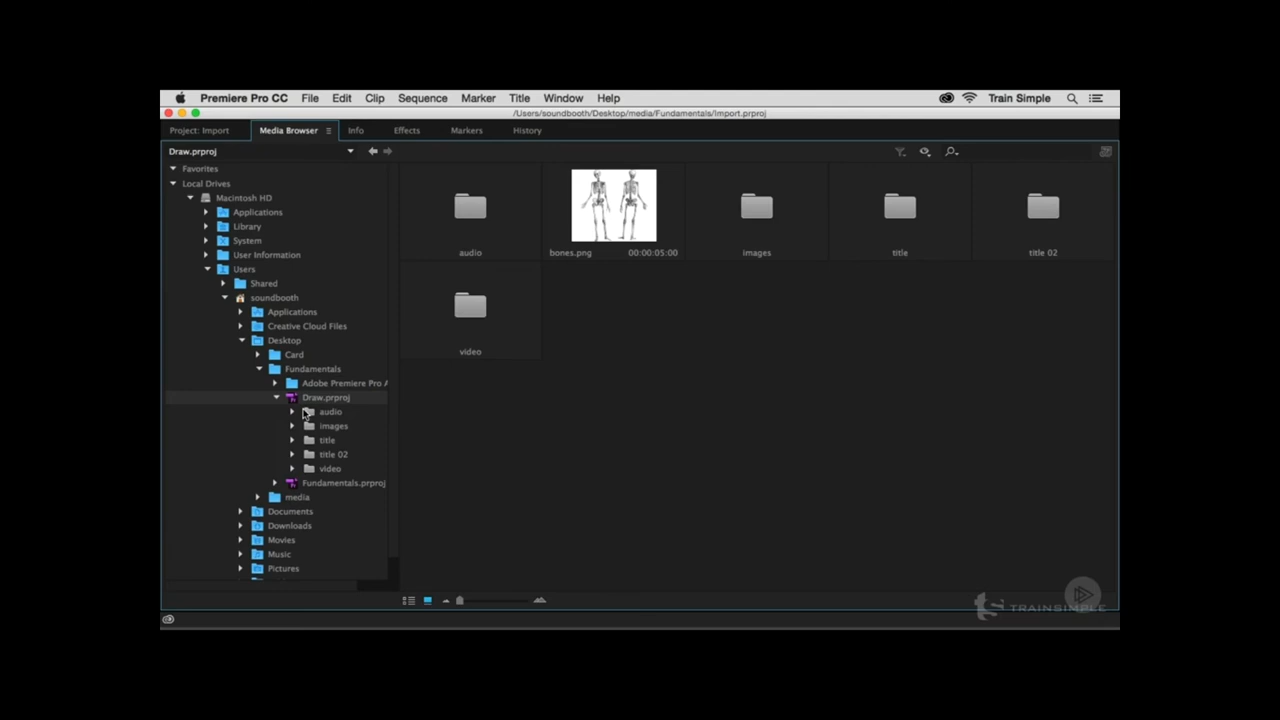 Premiere Pro CC File Edit Clip Sequence Marker Title Window Help Train Simple
/Users/soundbooth/Desktop/media/Fundamentals/Import.prproj
Project: Import Media Browser Info Effects Markers History
Draw.prproj
Favorites
Local Drives
Macintosh HD
Applications
Library
System
User Information
Users
Shared
soundbooth
Applications
Creative Cloud Files
Desktop
Card
Fundamentals
Adobe Premiere Pro A
Draw.prproj
audio
images
title
title 02
video
Fundamentals.prproj
media
Documents
Downloads
Movies
Music
Pictures
audio bones.png 00:00:05:00 images title title 02
video
ts TRAINSIMPLE